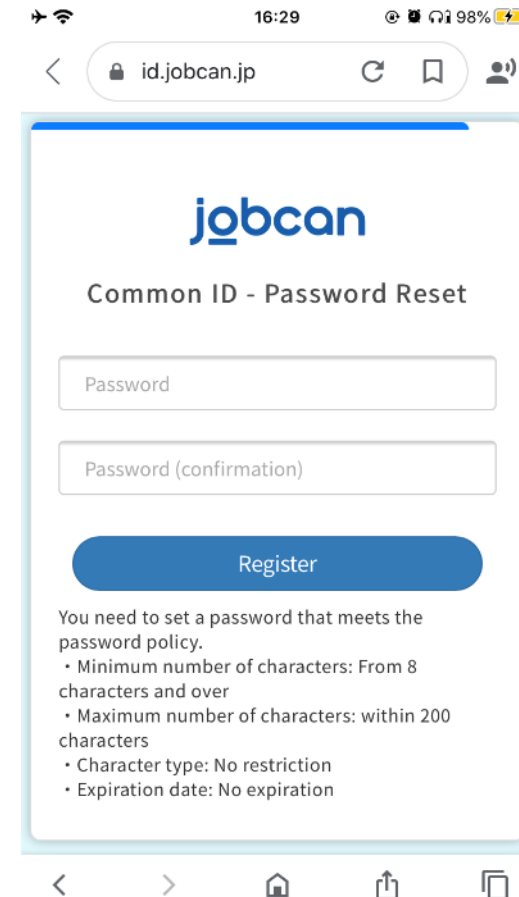 16:29
98%
id.jobcan.jp
jobcan
Common ID - Password Reset
Password
Password (confirmation)
Register
You need to set a password that meets the
password policy.
・Minimum number of characters: From 8
characters and over
・Maximum number of characters: within 200
characters
・Character type: No restriction
・Expiration date: No expiration